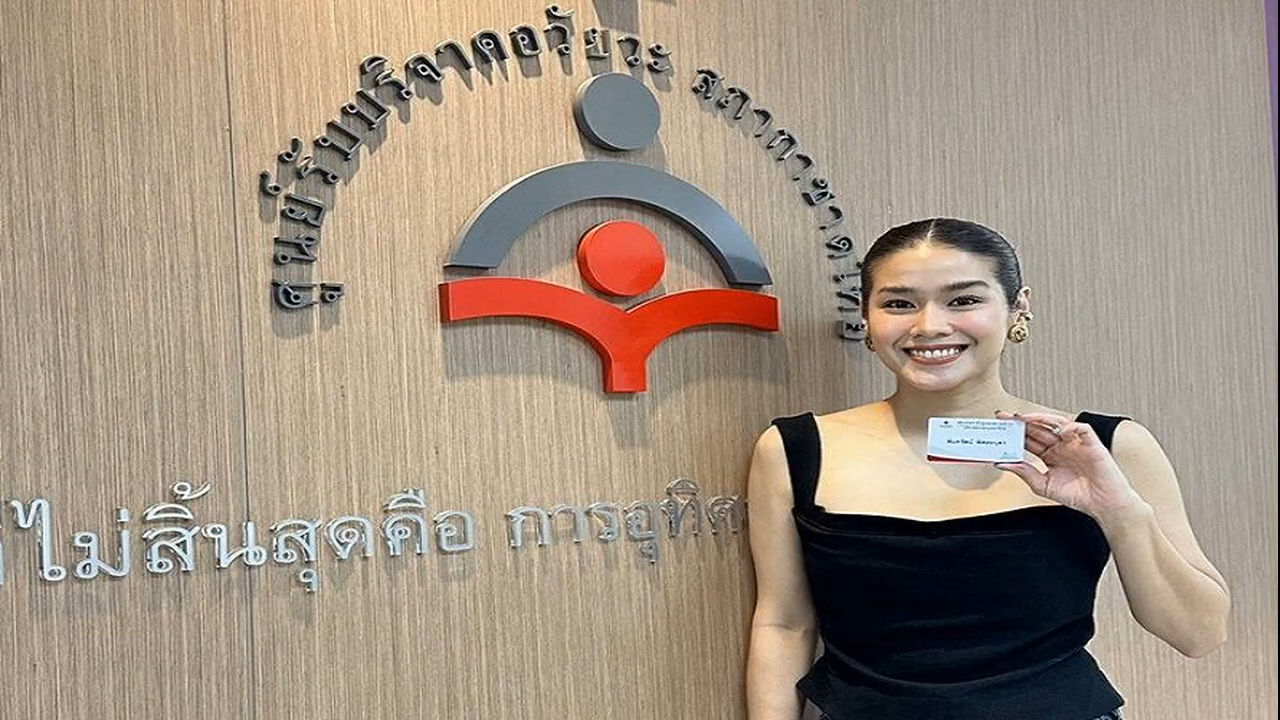 ศูนย์รับบริจาคอวัยวะ สภากาชาดไทย
ไม่สิ้นสุดคือ การอุทิศ